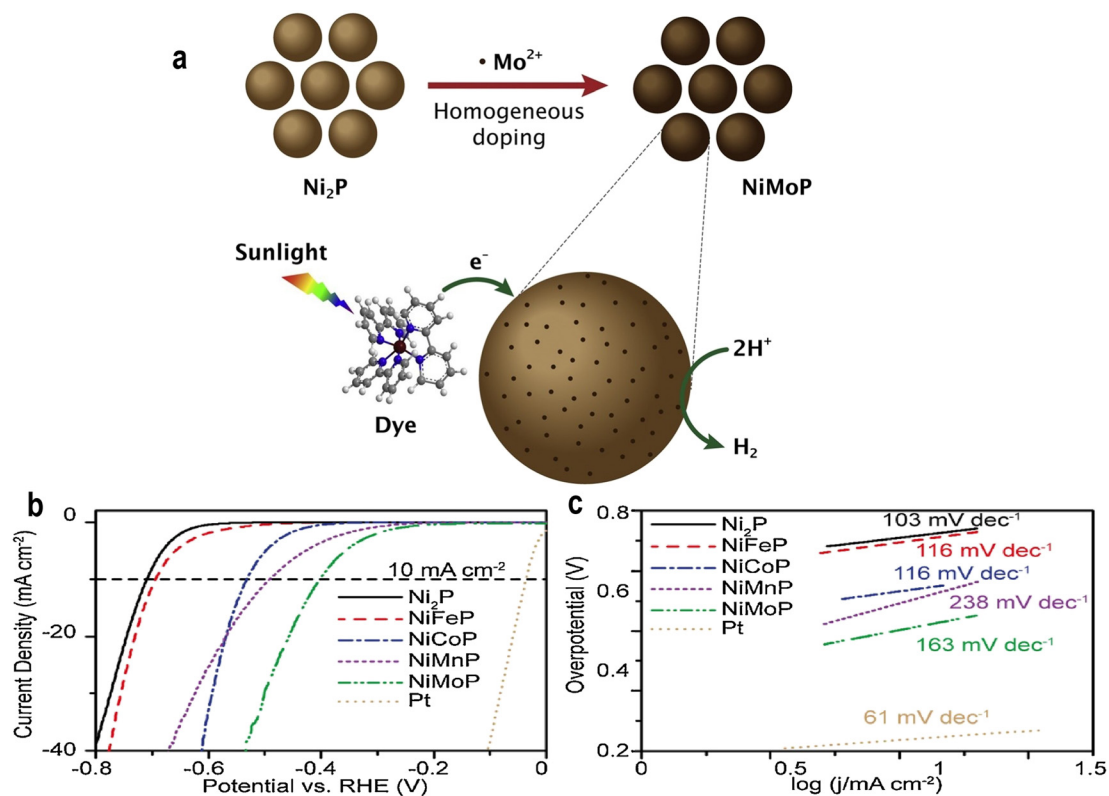 a
• Mo²⁺
Homogeneous
doping
Ni₂P
NiMoP
Sunlight
e⁻
2H⁺
Dye
H₂
b
0
-20
-40
Current Density (mA cm⁻²)
10 mA cm⁻²
Ni₂P
NiFeP
NiCoP
NiMnP
NiMoP
Pt
-0.8
-0.6
-0.4
-0.2
0
Potential vs. RHE (V)
c
0.8
0.6
0.4
0.2
Overpotential (V)
Ni₂P
NiFeP
NiCoP
NiMnP
NiMoP
Pt
103 mV dec⁻¹
116 mV dec⁻¹
116 mV dec⁻¹
238 mV dec⁻¹
163 mV dec⁻¹
61 mV dec⁻¹
0
0.5
1.0
1.5
log (j/mA cm⁻²)